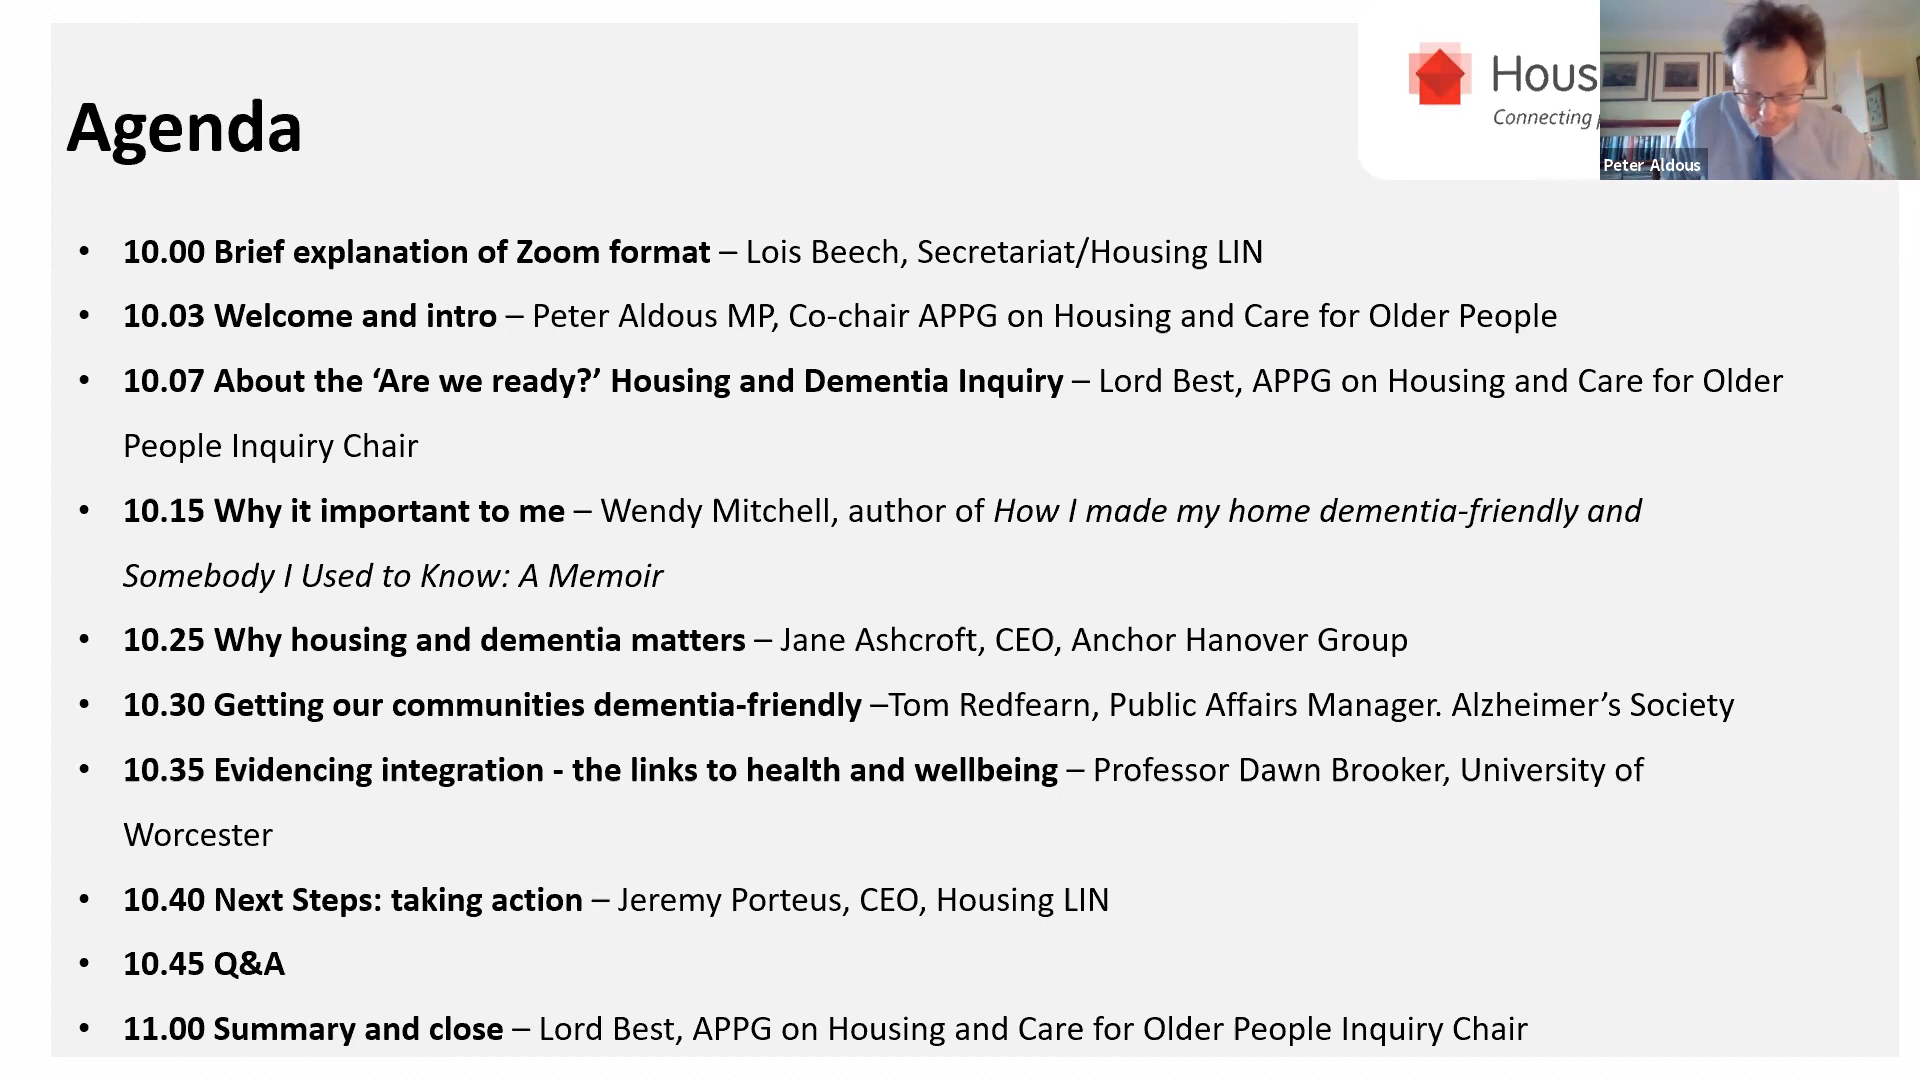 Agenda
Hous
Connecting
Peter Aldous
• 10.00 Brief explanation of Zoom format – Lois Beech, Secretariat/Housing LIN
• 10.03 Welcome and intro – Peter Aldous MP, Co-chair APPG on Housing and Care for Older People
• 10.07 About the ‘Are we ready?’ Housing and Dementia Inquiry – Lord Best, APPG on Housing and Care for Older
People Inquiry Chair
• 10.15 Why it important to me – Wendy Mitchell, author of How I made my home dementia-friendly and
Somebody I Used to Know: A Memoir
• 10.25 Why housing and dementia matters – Jane Ashcroft, CEO, Anchor Hanover Group
• 10.30 Getting our communities dementia-friendly –Tom Redfearn, Public Affairs Manager. Alzheimer’s Society
• 10.35 Evidencing integration - the links to health and wellbeing – Professor Dawn Brooker, University of
Worcester
• 10.40 Next Steps: taking action – Jeremy Porteus, CEO, Housing LIN
• 10.45 Q&A
• 11.00 Summary and close – Lord Best, APPG on Housing and Care for Older People Inquiry Chair